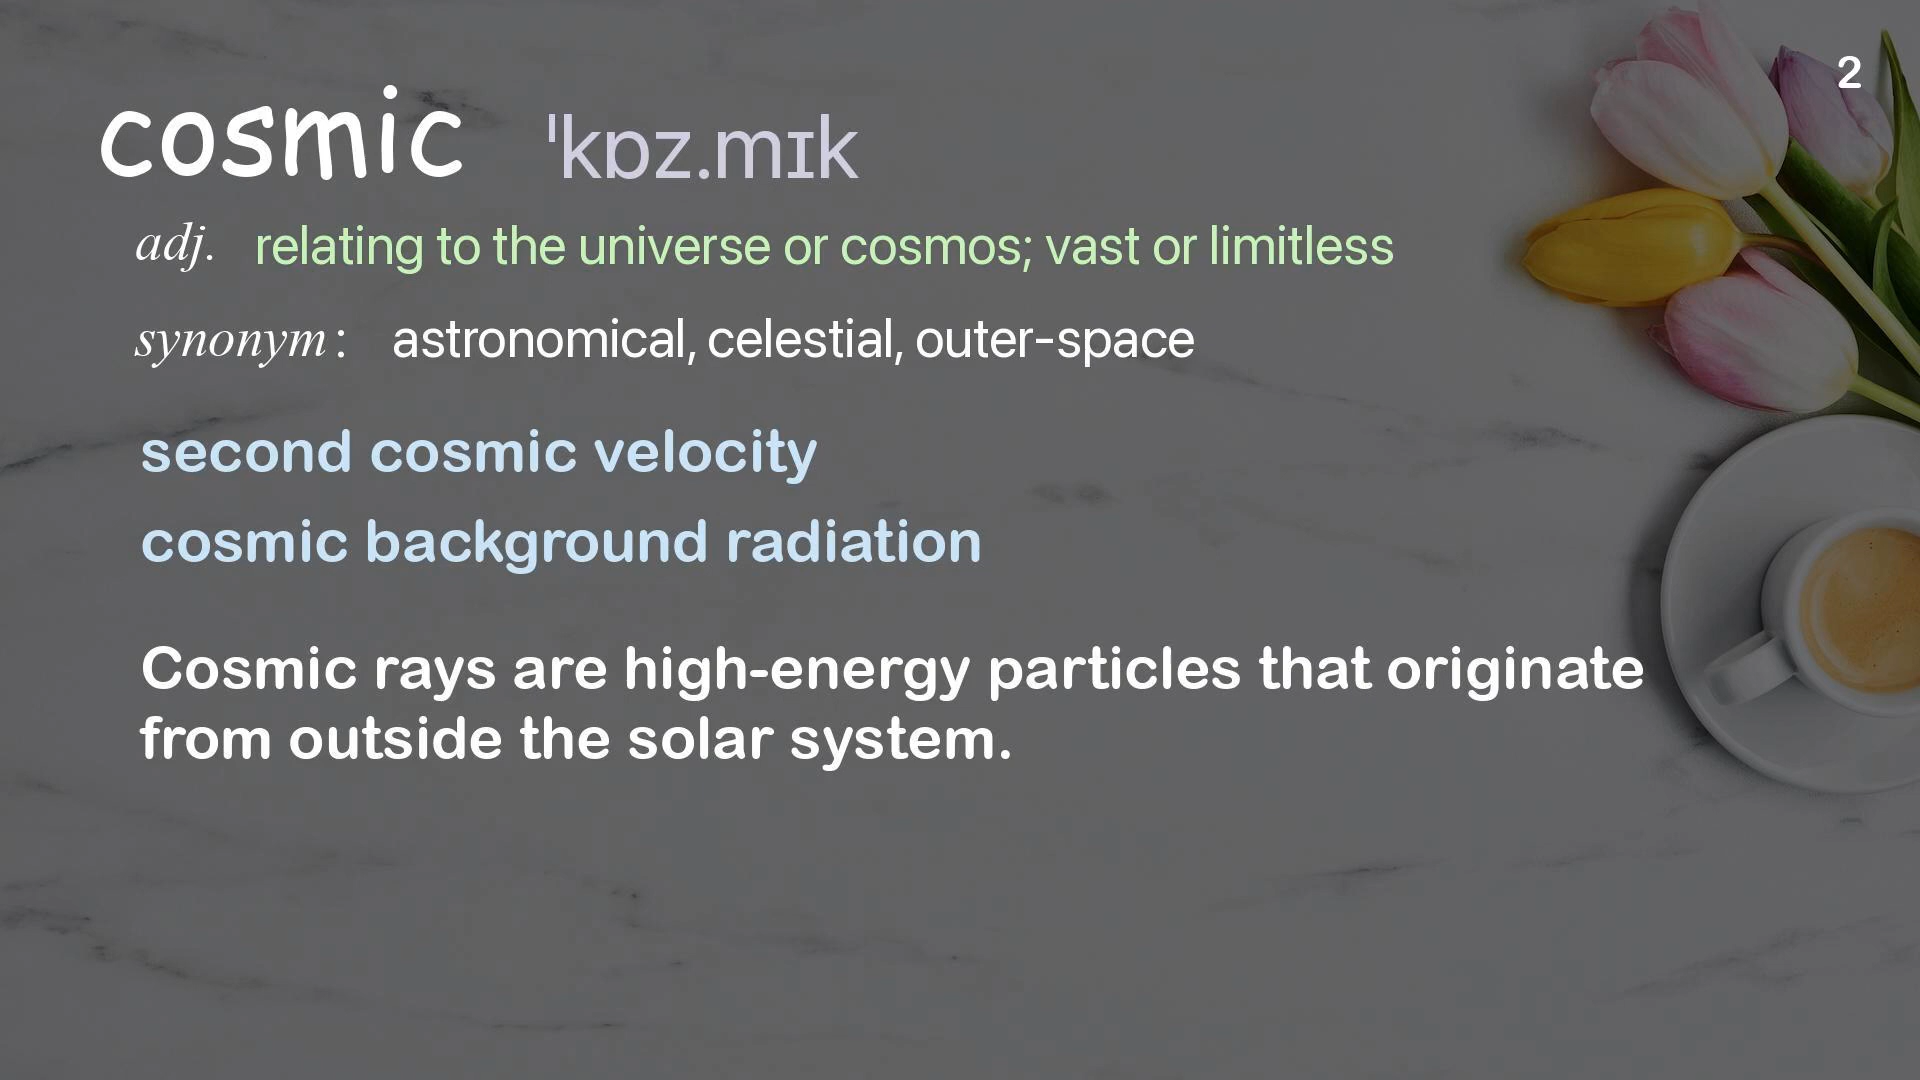 2
cosmic ˈkɒz.mɪk
adj. relating to the universe or cosmos; vast or limitless
synonym: astronomical, celestial, outer-space
second cosmic velocity
cosmic background radiation
Cosmic rays are high-energy particles that originate
from outside the solar system.